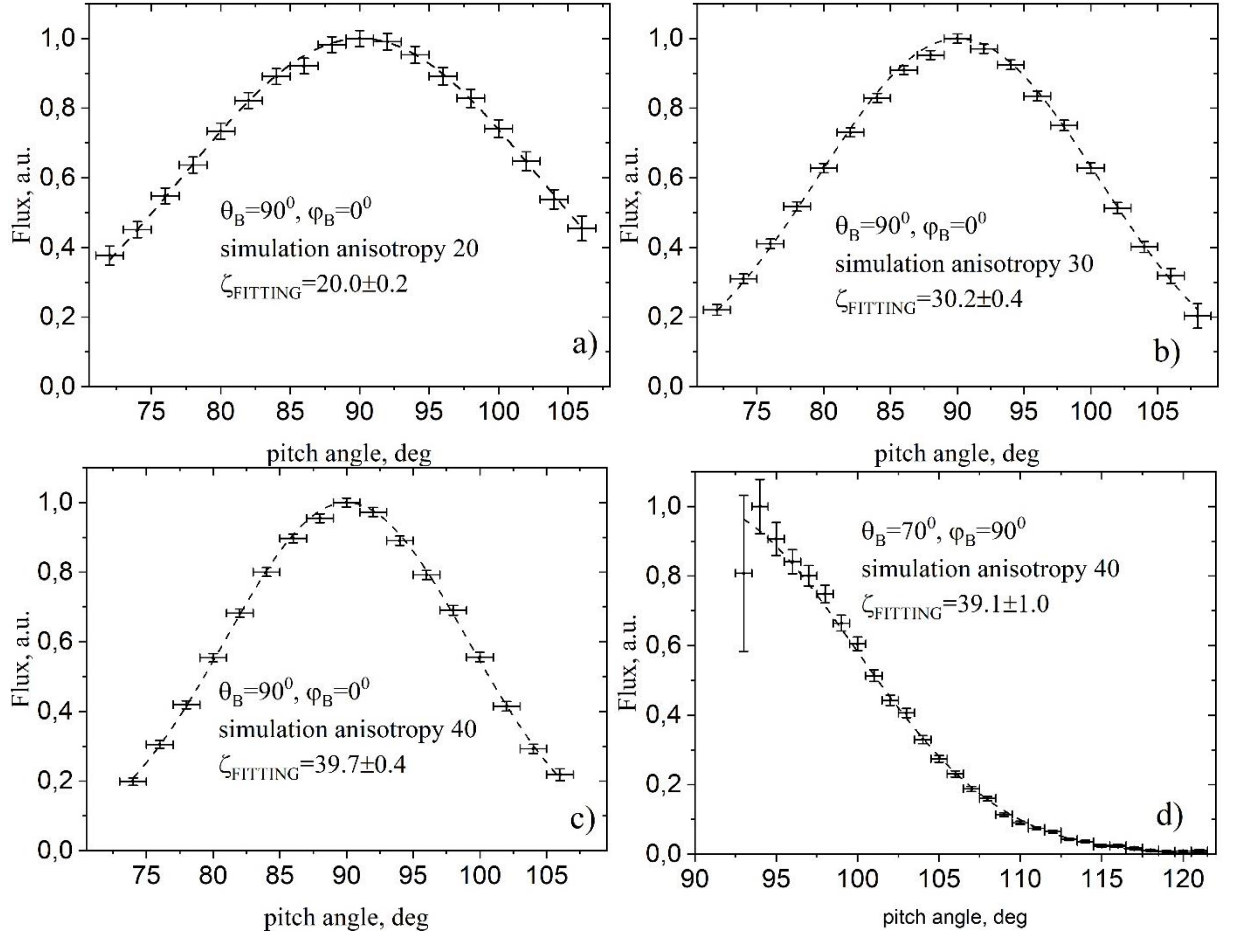 1,0
0,8
0,6
0,4
0,2
0,0
Flux, a.u.
θB=90⁰, φB=0⁰
simulation anisotropy 20
ζFITTING=20.0±0.2
a)
75 80 85 90 95 100 105
pitch angle, deg
1,0
0,8
0,6
0,4
0,2
0,0
Flux, a.u.
θB=90⁰, φB=0⁰
simulation anisotropy 30
ζFITTING=30.2±0.4
b)
75 80 85 90 95 100 105
pitch angle, deg
1,0
0,8
0,6
0,4
0,2
0,0
Flux, a.u.
θB=90⁰, φB=0⁰
simulation anisotropy 40
ζFITTING=39.7±0.4
c)
75 80 85 90 95 100 105
pitch angle, deg
1,0
0,8
0,6
0,4
0,2
0,0
Flux, a.u.
θB=70⁰, φB=90⁰
simulation anisotropy 40
ζFITTING=39.1±1.0
d)
90 95 100 105 110 115 120
pitch angle, deg